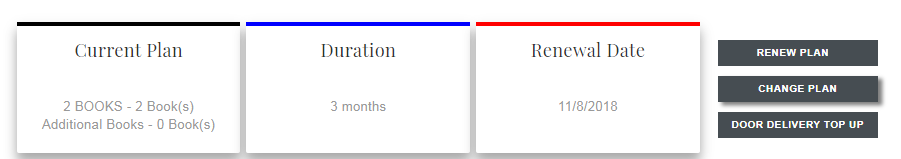 Current Plan
2 BOOKS - 2 Book(s)
Additional Books - 0 Book(s)
Duration
3 months
Renewal Date
11/8/2018
RENEW PLAN
CHANGE PLAN
DOOR DELIVERY TOP UP